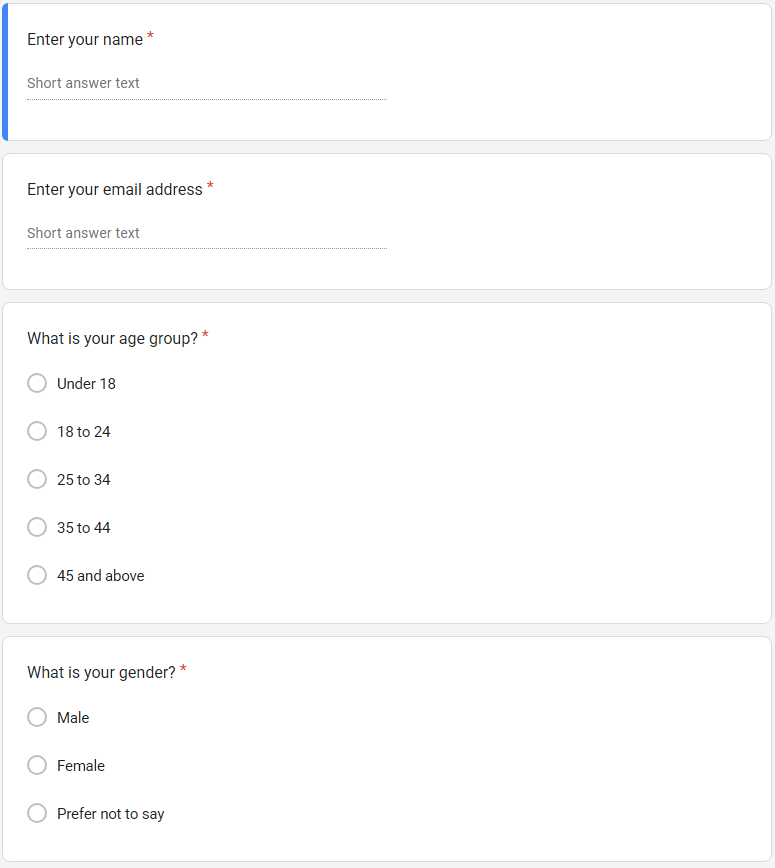 Enter your name *
Short answer text
Enter your email address *
Short answer text
What is your age group? *
Under 18
18 to 24
25 to 34
35 to 44
45 and above
What is your gender? *
Male
Female
Prefer not to say